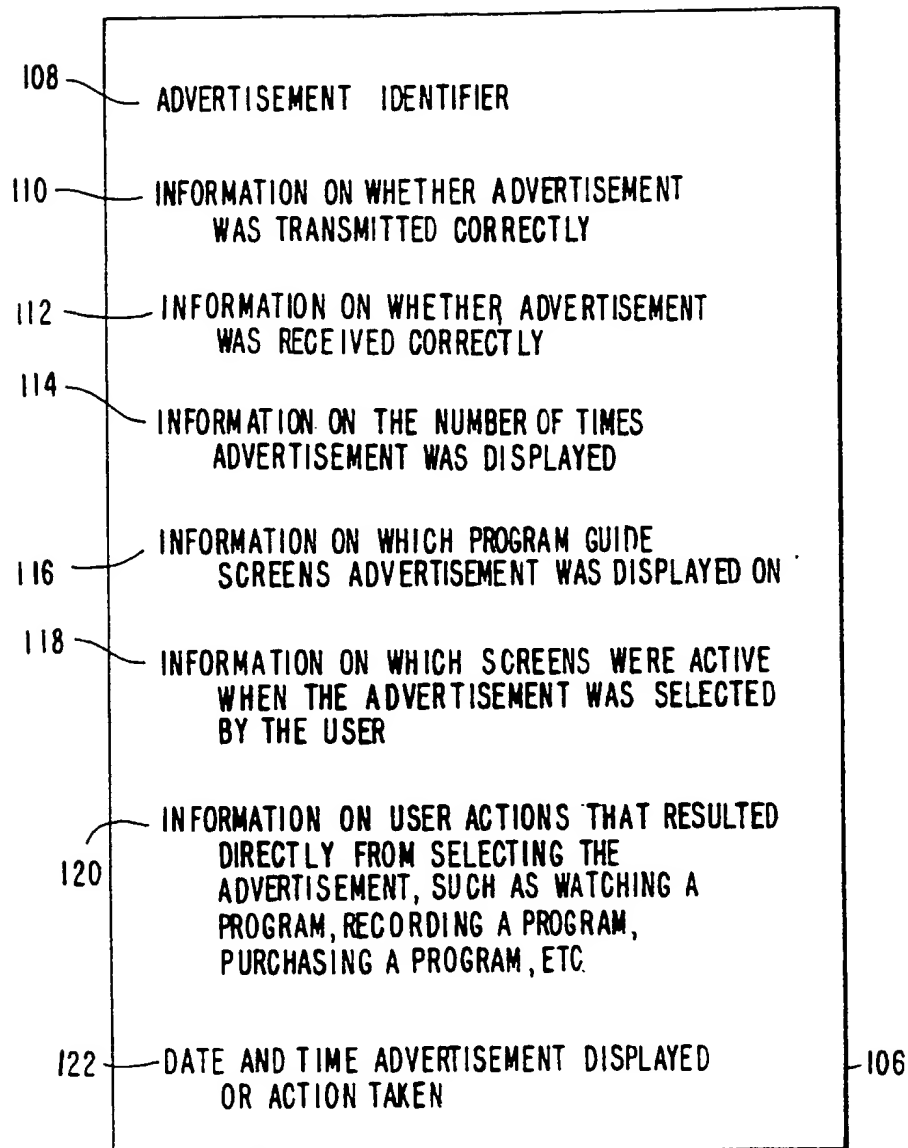 108
ADVERTISEMENT IDENTIFIER
110
INFORMATION ON WHETHER ADVERTISEMENT
WAS TRANSMITTED CORRECTLY
112
INFORMATION ON WHETHER ADVERTISEMENT
WAS RECEIVED CORRECTLY
114
INFORMATION ON THE NUMBER OF TIMES
ADVERTISEMENT WAS DISPLAYED
116
INFORMATION ON WHICH PROGRAM GUIDE
SCREENS ADVERTISEMENT WAS DISPLAYED ON
118
INFORMATION ON WHICH SCREENS WERE ACTIVE
WHEN THE ADVERTISEMENT WAS SELECTED
BY THE USER
120
INFORMATION ON USER ACTIONS THAT RESULTED
DIRECTLY FROM SELECTING THE
ADVERTISEMENT, SUCH AS WATCHING A
PROGRAM, RECORDING A PROGRAM,
PURCHASING A PROGRAM, ETC.
122
DATE AND TIME ADVERTISEMENT DISPLAYED
OR ACTION TAKEN
106